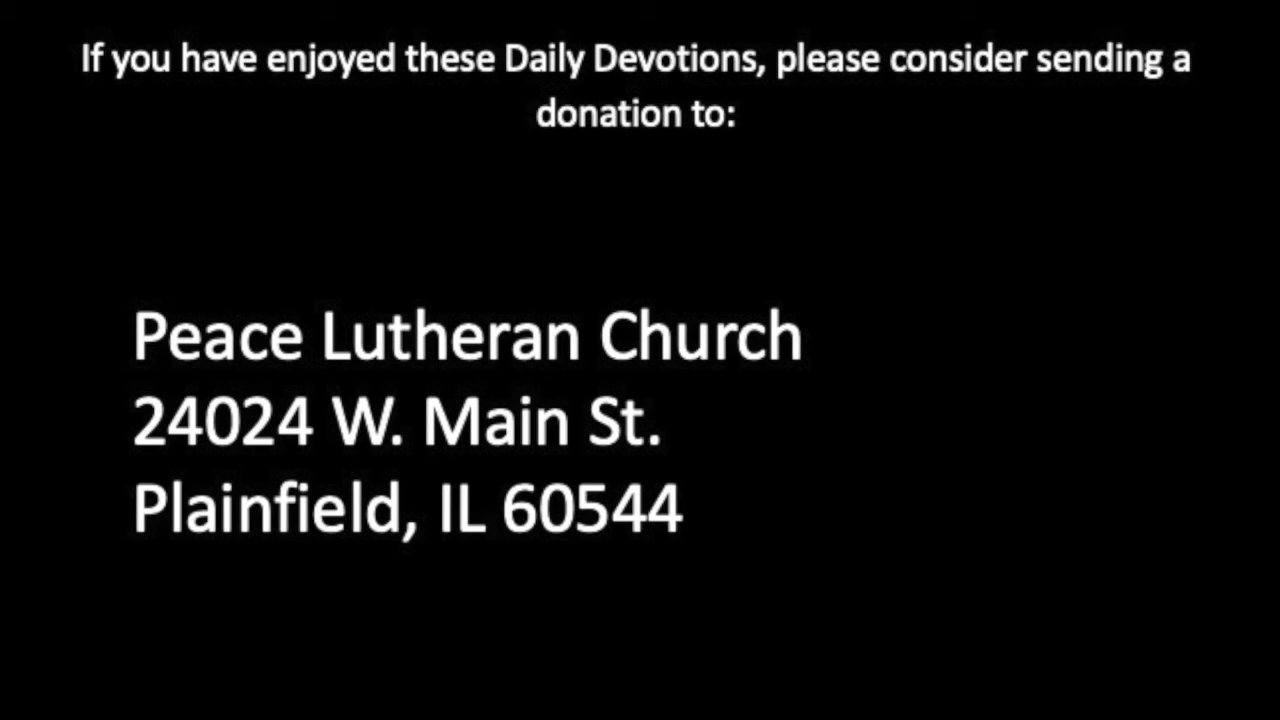 If you have enjoyed these Daily Devotions, please consider sending a
donation to:
Peace Lutheran Church
24024 W. Main St.
Plainfield, IL 60544